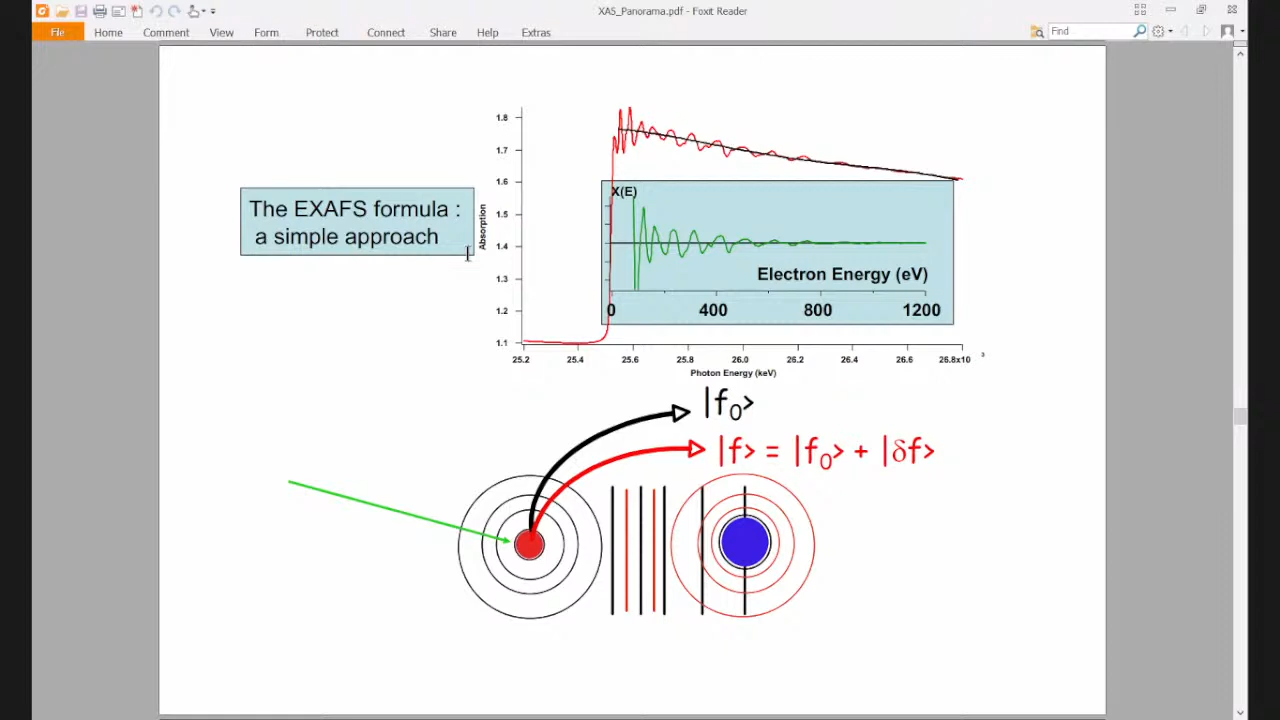 XAS_Panorama.pdf - Foxit Reader
File Home Comment View Form Protect Connect Share Help Extras
Find
The EXAFS formula :
a simple approach
Absorption
1.8
1.7
1.6
1.5
1.4
1.3
1.2
1.1
X(E)
Electron Energy (eV)
0 400 800 1200
25.2 25.4 25.6 25.8 26.0 26.2 26.4 26.6 26.8x10 3
Photon Energy (keV)
|f0>
|f> = |f0> + |δf>